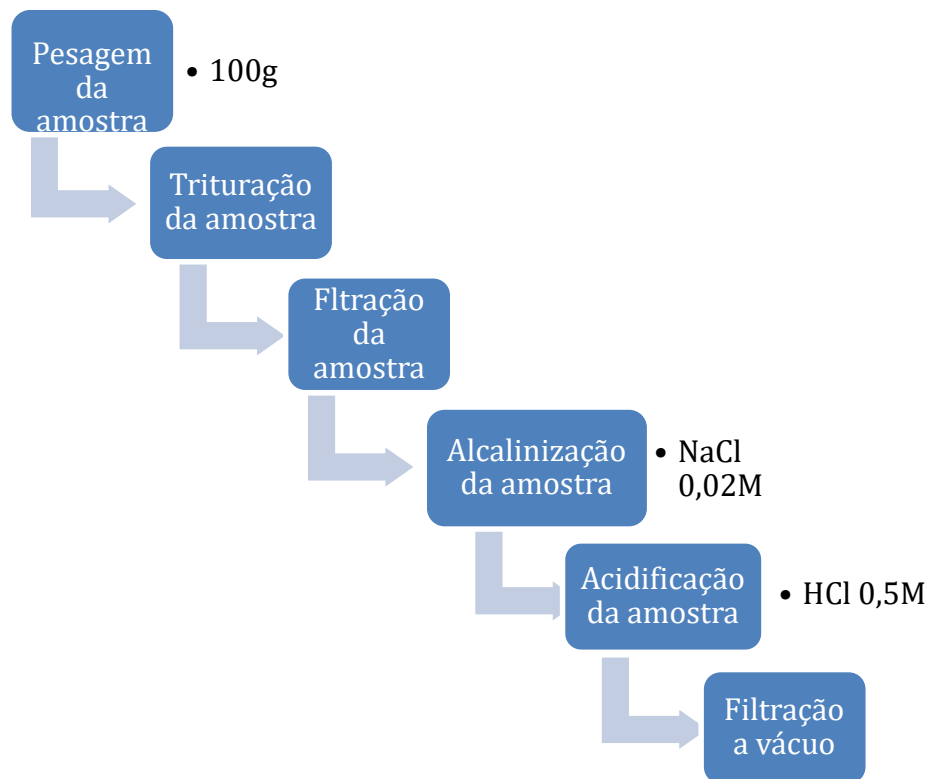 Pesagem
da
amostra
• 100g
Trituração
da amostra
Fltração
da
amostra
Alcalinização
da amostra
• NaCl
0,02M
Acidificação
da amostra
• HCl 0,5M
Filtração
a vácuo